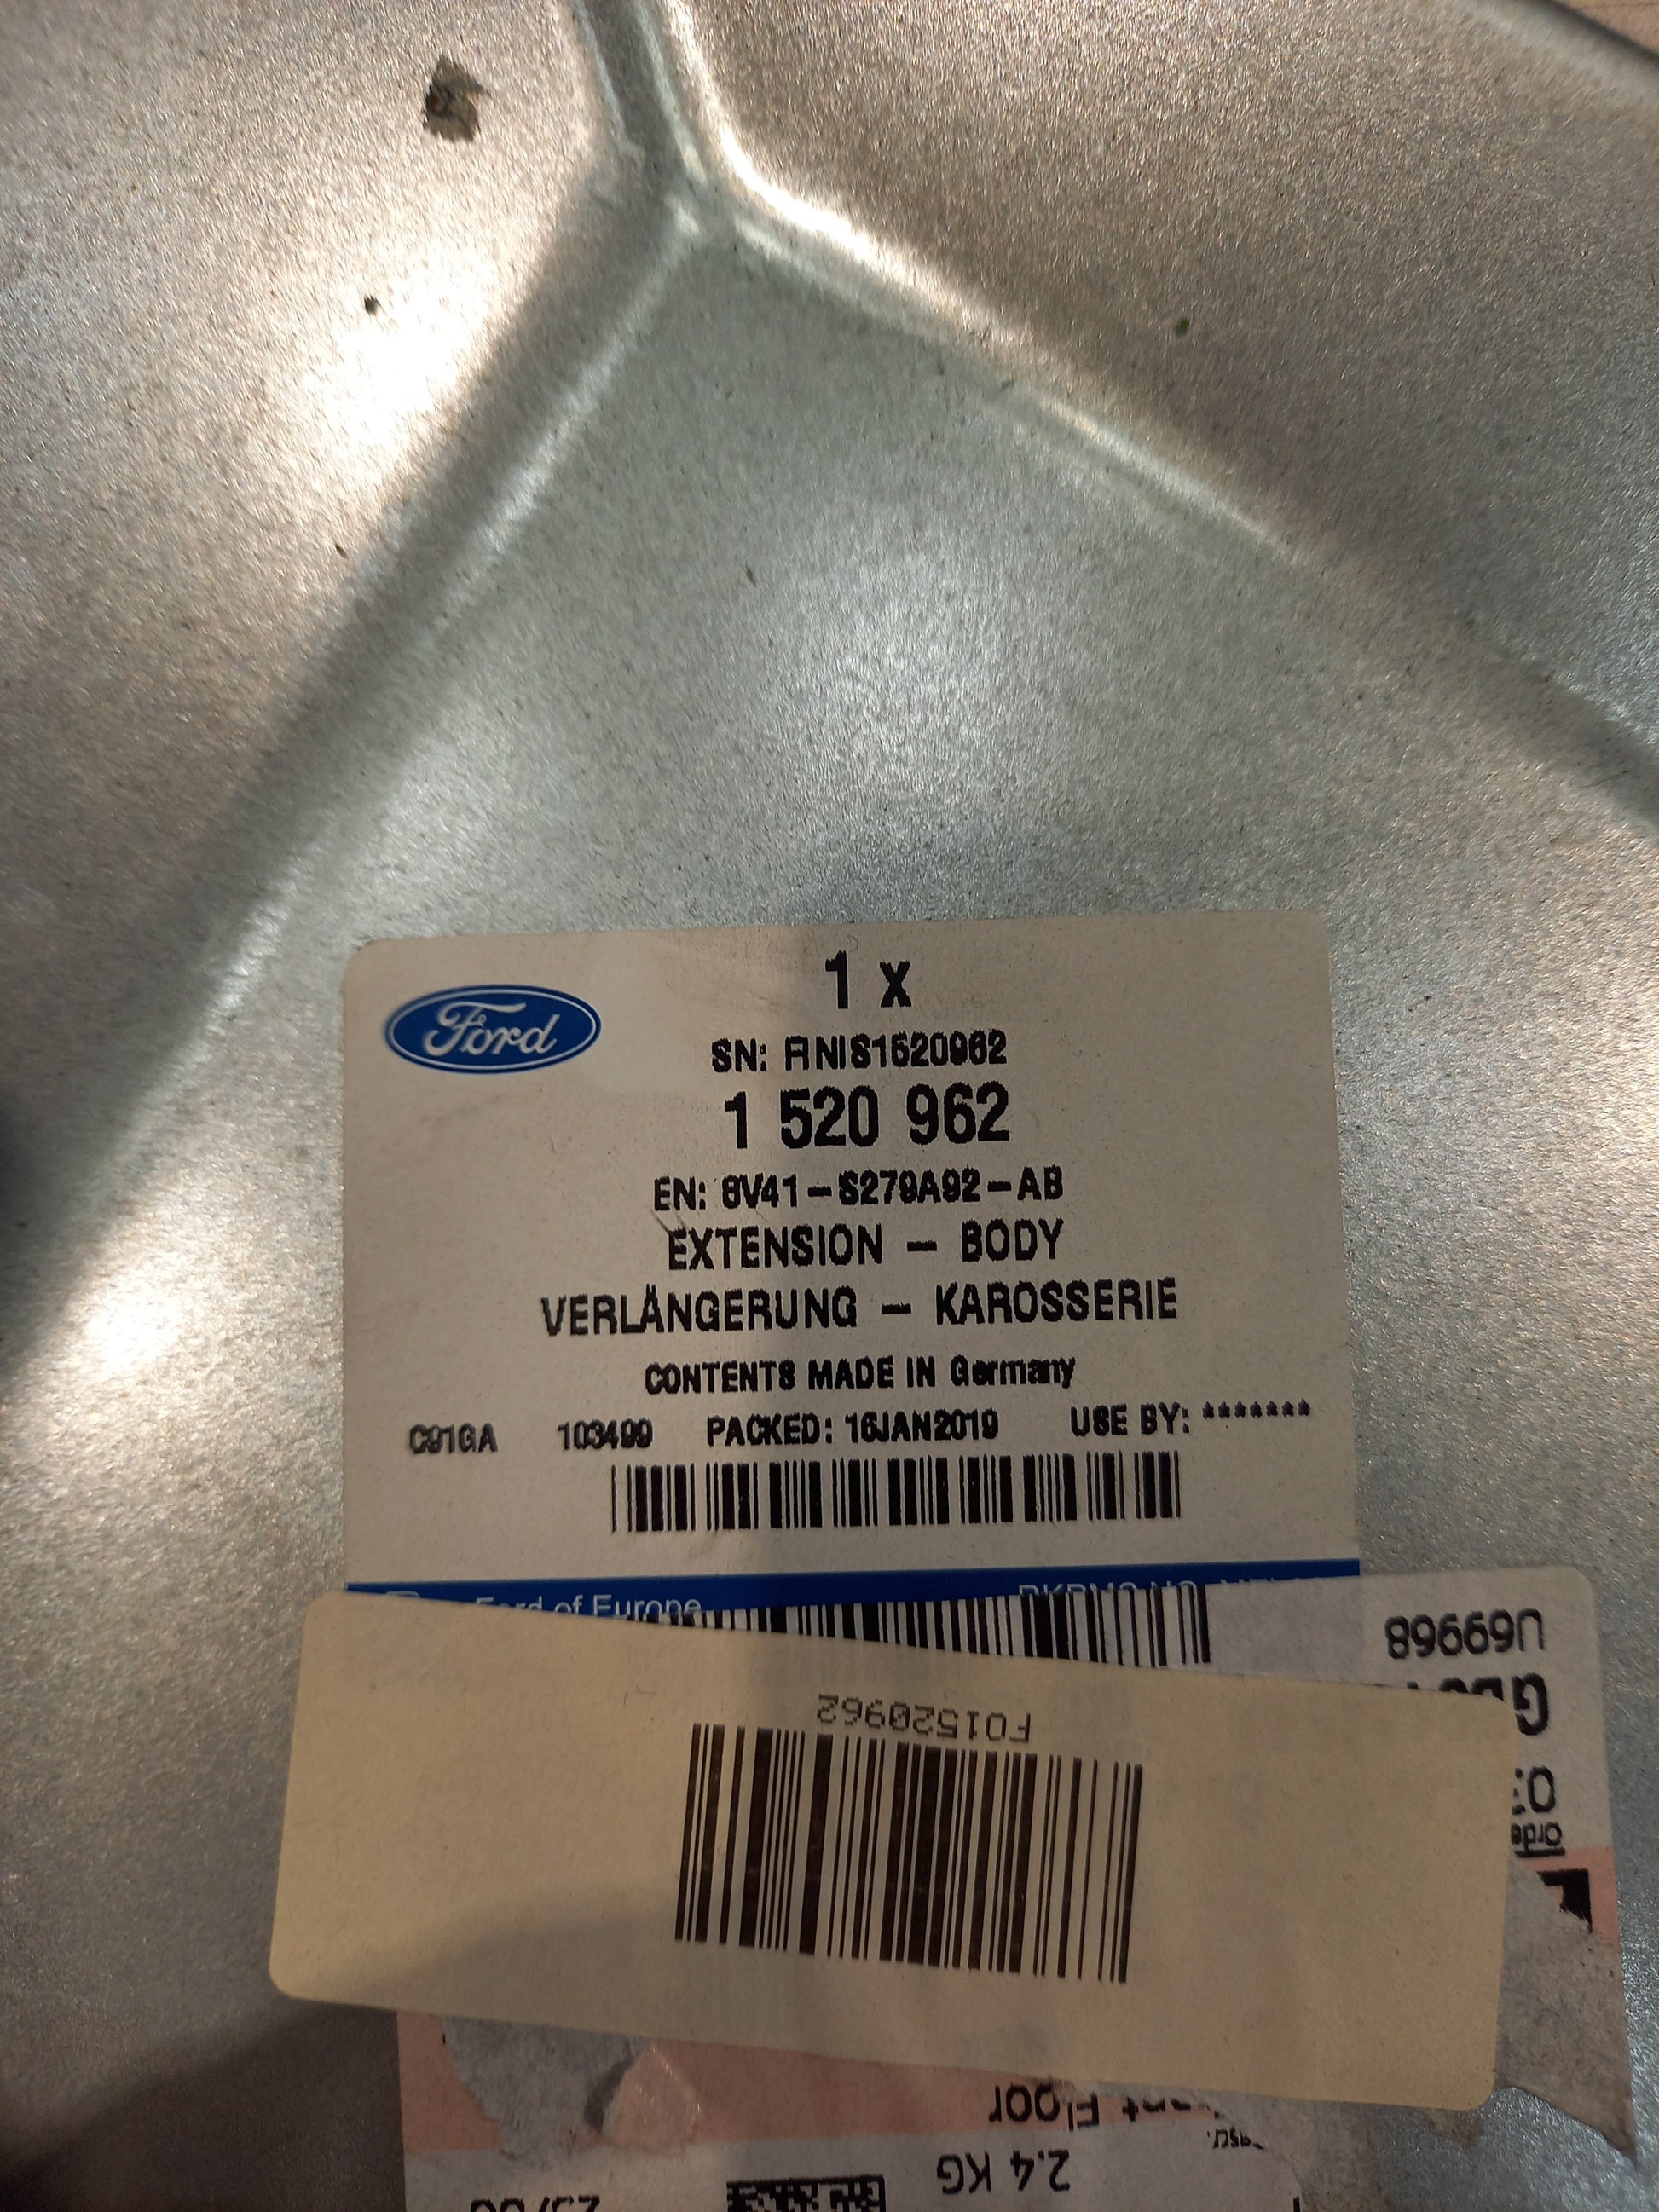 Ford
1 x
SN: FINIS1520962
1 520 962
EN: 8V41-S279A92-AB
EXTENSION - BODY
VERLÄNGERUNG - KAROSSERIE
CONTENTS MADE IN Germany
C91GA 103499 PACKED: 16JAN2019 USE BY: *******
Ford of Europe
U69968
F01520962
Floor
2.4 KG